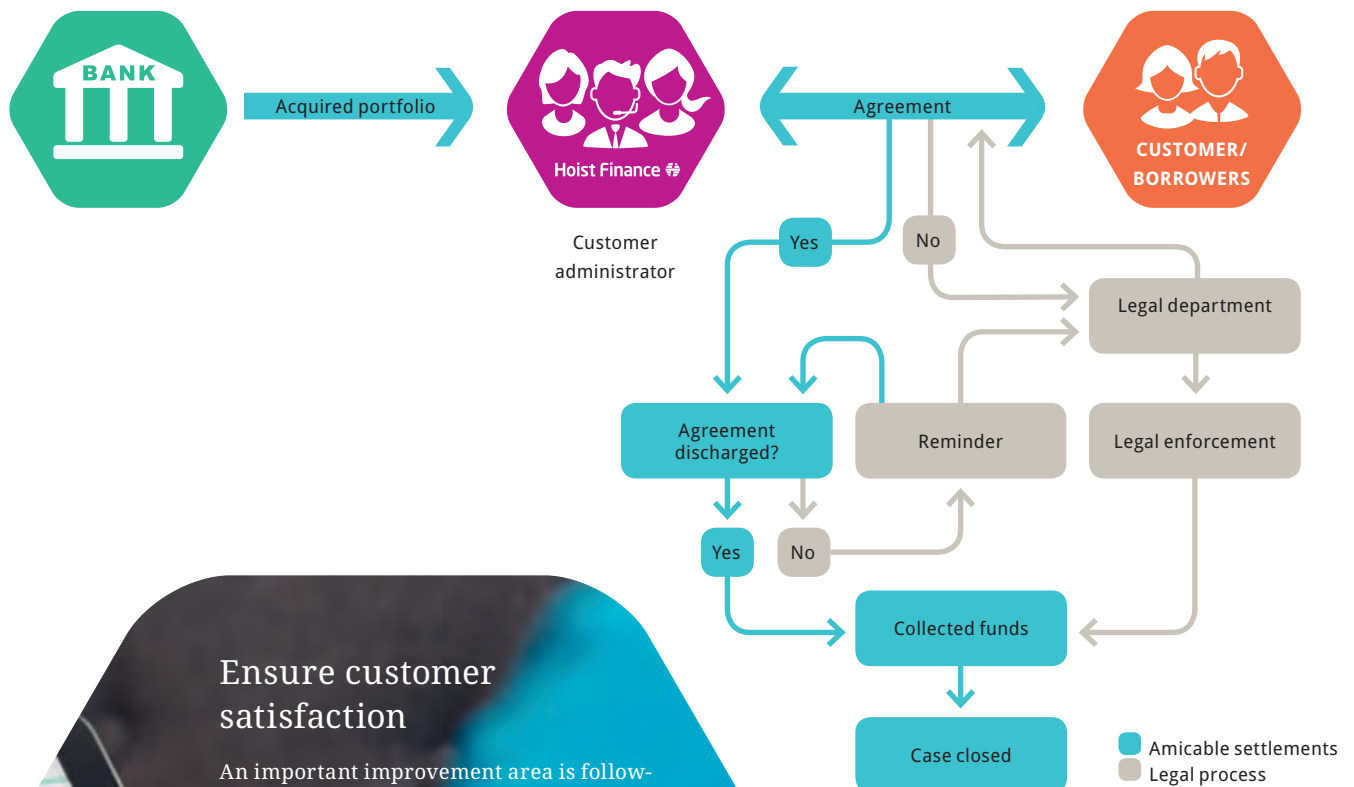 BANK
Acquired portfolio
Hoist Finance
Customer
administrator
Agreement
CUSTOMER/
BORROWERS
Yes
No
Legal department
Agreement
discharged?
Reminder
Legal enforcement
Yes
No
Collected funds
Case closed
Amicable settlements
Legal process
Ensure customer
satisfaction
An important improvement area is follow-